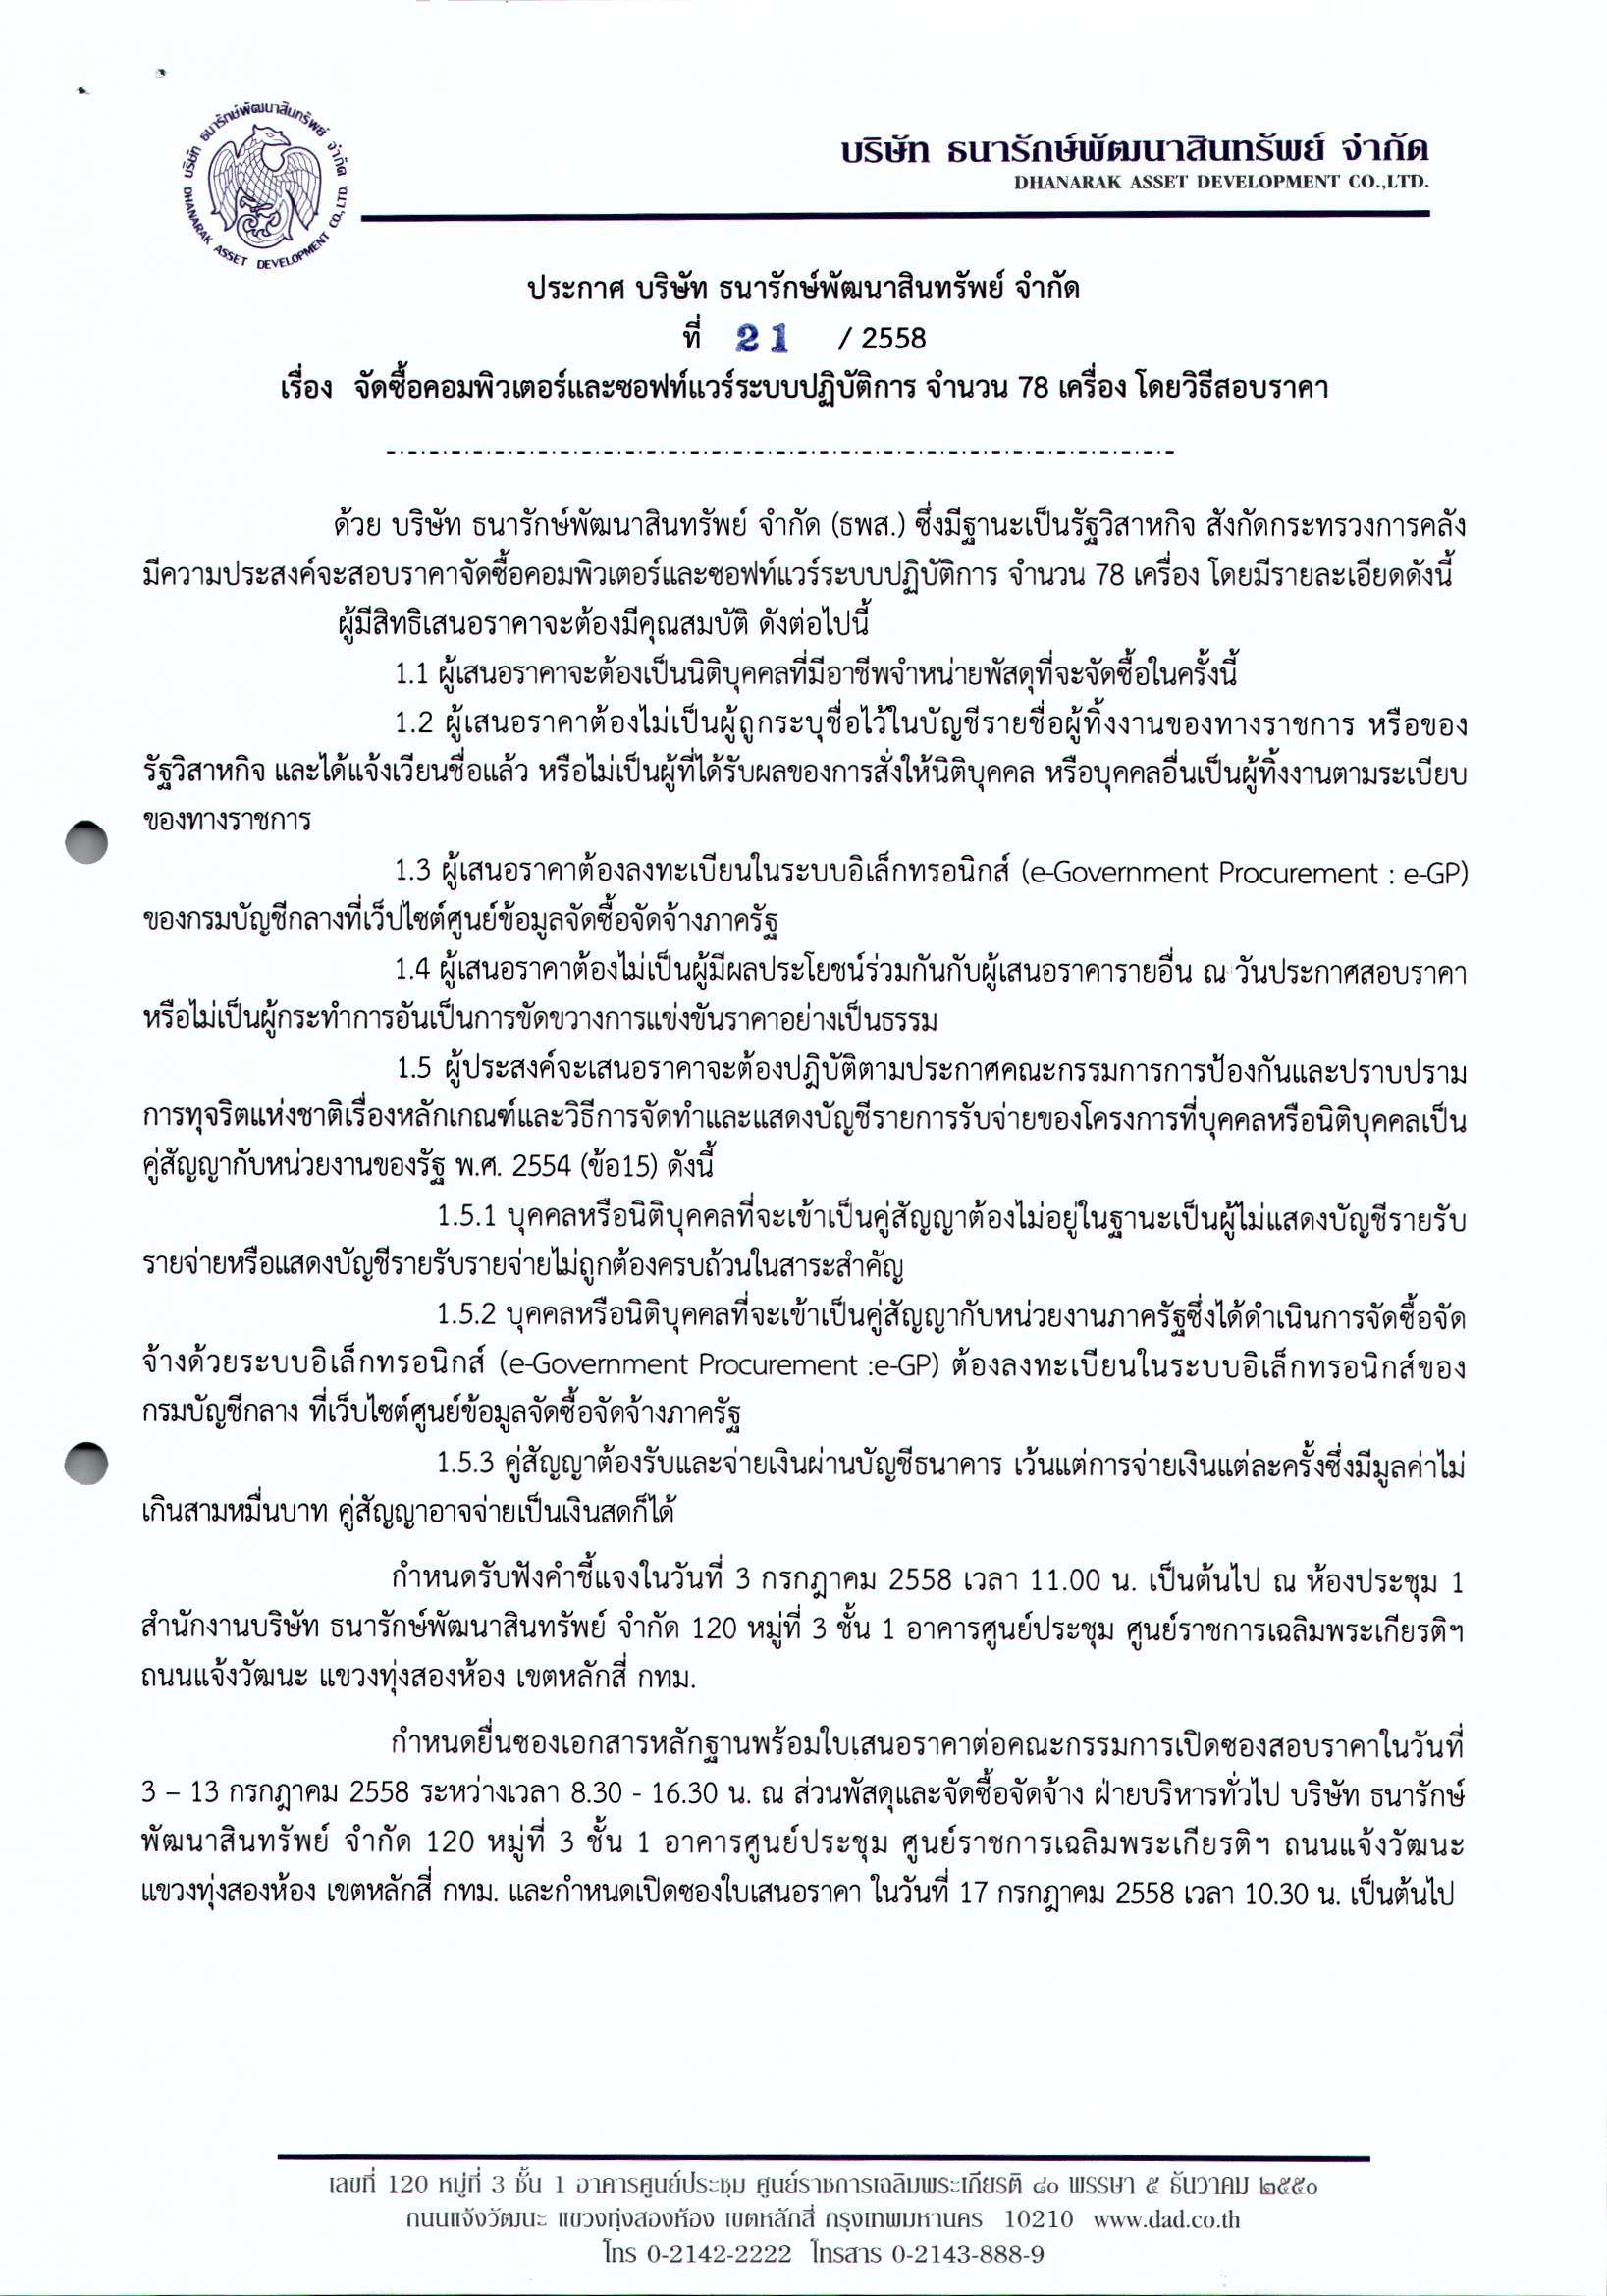 บริษัท ธนารักษ์พัฒนาสินทรัพย์ จำกัด
DHANARAK ASSET DEVELOPMENT CO.,LTD.
บริษัท ธนารักษ์พัฒนาสินทรัพย์ จำกัด
DHANARAK ASSET DEVELOPMENT CO.,LTD.
ประกาศ บริษัท ธนารักษ์พัฒนาสินทรัพย์ จำกัด
ที่ 21 / 2558
เรื่อง จัดซื้อคอมพิวเตอร์และซอฟท์แวร์ระบบปฏิบัติการ จำนวน 78 เครื่อง โดยวิธีสอบราคา
ด้วย บริษัท ธนารักษ์พัฒนาสินทรัพย์ จำกัด (ธพส.) ซึ่งมีฐานะเป็นรัฐวิสาหกิจ สังกัดกระทรวงการคลัง
มีความประสงค์จะสอบราคาจัดซื้อคอมพิวเตอร์และซอฟท์แวร์ระบบปฏิบัติการ จำนวน 78 เครื่อง โดยมีรายละเอียดดังนี้
ผู้มีสิทธิเสนอราคาจะต้องมีคุณสมบัติ ดังต่อไปนี้
1.1 ผู้เสนอราคาจะต้องเป็นนิติบุคคลที่มีอาชีพจำหน่ายพัสดุที่จะจัดซื้อในครั้งนี้
1.2 ผู้เสนอราคาต้องไม่เป็นผู้ถูกระบุชื่อไว้ในบัญชีรายชื่อผู้ทิ้งงานของทางราชการ หรือของ
รัฐวิสาหกิจ และได้แจ้งเวียนชื่อแล้ว หรือไม่เป็นผู้ที่ได้รับผลของการสั่งให้นิติบุคคล หรือบุคคลอื่นเป็นผู้ทิ้งงานตามระเบียบ
ของทางราชการ
1.3 ผู้เสนอราคาต้องลงทะเบียนในระบบอิเล็กทรอนิกส์ (e-Government Procurement : e-GP)
ของกรมบัญชีกลางที่เว็ปไซต์ศูนย์ข้อมูลจัดซื้อจัดจ้างภาครัฐ
1.4 ผู้เสนอราคาต้องไม่เป็นผู้มีผลประโยชน์ร่วมกันกับผู้เสนอราคารายอื่น ณ วันประกาศสอบราคา
หรือไม่เป็นผู้กระทำการอันเป็นการขัดขวางการแข่งขันราคาอย่างเป็นธรรม
1.5 ผู้ประสงค์จะเสนอราคาจะต้องปฏิบัติตามประกาศคณะกรรมการการป้องกันและปราบปราม
การทุจริตแห่งชาติเรื่องหลักเกณฑ์และวิธีการจัดทำและแสดงบัญชีรายการรับจ่ายของโครงการที่บุคคลหรือนิติบุคคลเป็น
คู่สัญญากับหน่วยงานของรัฐ พ.ศ. 2554 (ข้อ15) ดังนี้
1.5.1 บุคคลหรือนิติบุคคลที่จะเข้าเป็นคู่สัญญาต้องไม่อยู่ในฐานะเป็นผู้ไม่แสดงบัญชีรายรับ
รายจ่ายหรือแสดงบัญชีรายรับรายจ่ายไม่ถูกต้องครบถ้วนในสาระสำคัญ
1.5.2 บุคคลหรือนิติบุคคลที่จะเข้าเป็นคู่สัญญากับหน่วยงานภาครัฐซึ่งได้ดำเนินการจัดซื้อจัด
จ้างด้วยระบบอิเล็กทรอนิกส์ (e-Government Procurement :e-GP) ต้องลงทะเบียนในระบบอิเล็กทรอนิกส์ของ
กรมบัญชีกลาง ที่เว็บไซต์ศูนย์ข้อมูลจัดซื้อจัดจ้างภาครัฐ
1.5.3 คู่สัญญาต้องรับและจ่ายเงินผ่านบัญชีธนาคาร เว้นแต่การจ่ายเงินแต่ละครั้งซึ่งมีมูลค่าไม่
เกินสามหมื่นบาท คู่สัญญาอาจจ่ายเป็นเงินสดก็ได้
กำหนดรับฟังคำชี้แจงในวันที่ 3 กรกฎาคม 2558 เวลา 11.00 น. เป็นต้นไป ณ ห้องประชุม 1
สำนักงานบริษัท ธนารักษ์พัฒนาสินทรัพย์ จำกัด 120 หมู่ที่ 3 ชั้น 1 อาคารศูนย์ประชุม ศูนย์ราชการเฉลิมพระเกียรติฯ
ถนนแจ้งวัฒนะ แขวงทุ่งสองห้อง เขตหลักสี่ กทม.
กำหนดยื่นซองเอกสารหลักฐานพร้อมใบเสนอราคาต่อคณะกรรมการเปิดซองสอบราคาในวันที่
3 – 13 กรกฎาคม 2558 ระหว่างเวลา 8.30 - 16.30 น. ณ ส่วนพัสดุและจัดซื้อจัดจ้าง ฝ่ายบริหารทั่วไป บริษัท ธนารักษ์
พัฒนาสินทรัพย์ จำกัด 120 หมู่ที่ 3 ชั้น 1 อาคารศูนย์ประชุม ศูนย์ราชการเฉลิมพระเกียรติฯ ถนนแจ้งวัฒนะ
แขวงทุ่งสองห้อง เขตหลักสี่ กทม. และกำหนดเปิดซองใบเสนอราคา ในวันที่ 17 กรกฎาคม 2558 เวลา 10.30 น. เป็นต้นไป
เลขที่ 120 หมู่ที่ 3 ชั้น 1 อาคารศูนย์ประชุม ศูนย์ราชการเฉลิมพระเกียรติ ๘๐ พรรษา ๕ ธันวาคม ๒๕๕๐
ถนนแจ้งวัฒนะ แขวงทุ่งสองห้อง เขตหลักสี่ กรุงเทพมหานคร 10210 www.dad.co.th
โทร 0-2142-2222 โทรสาร 0-2143-888-9